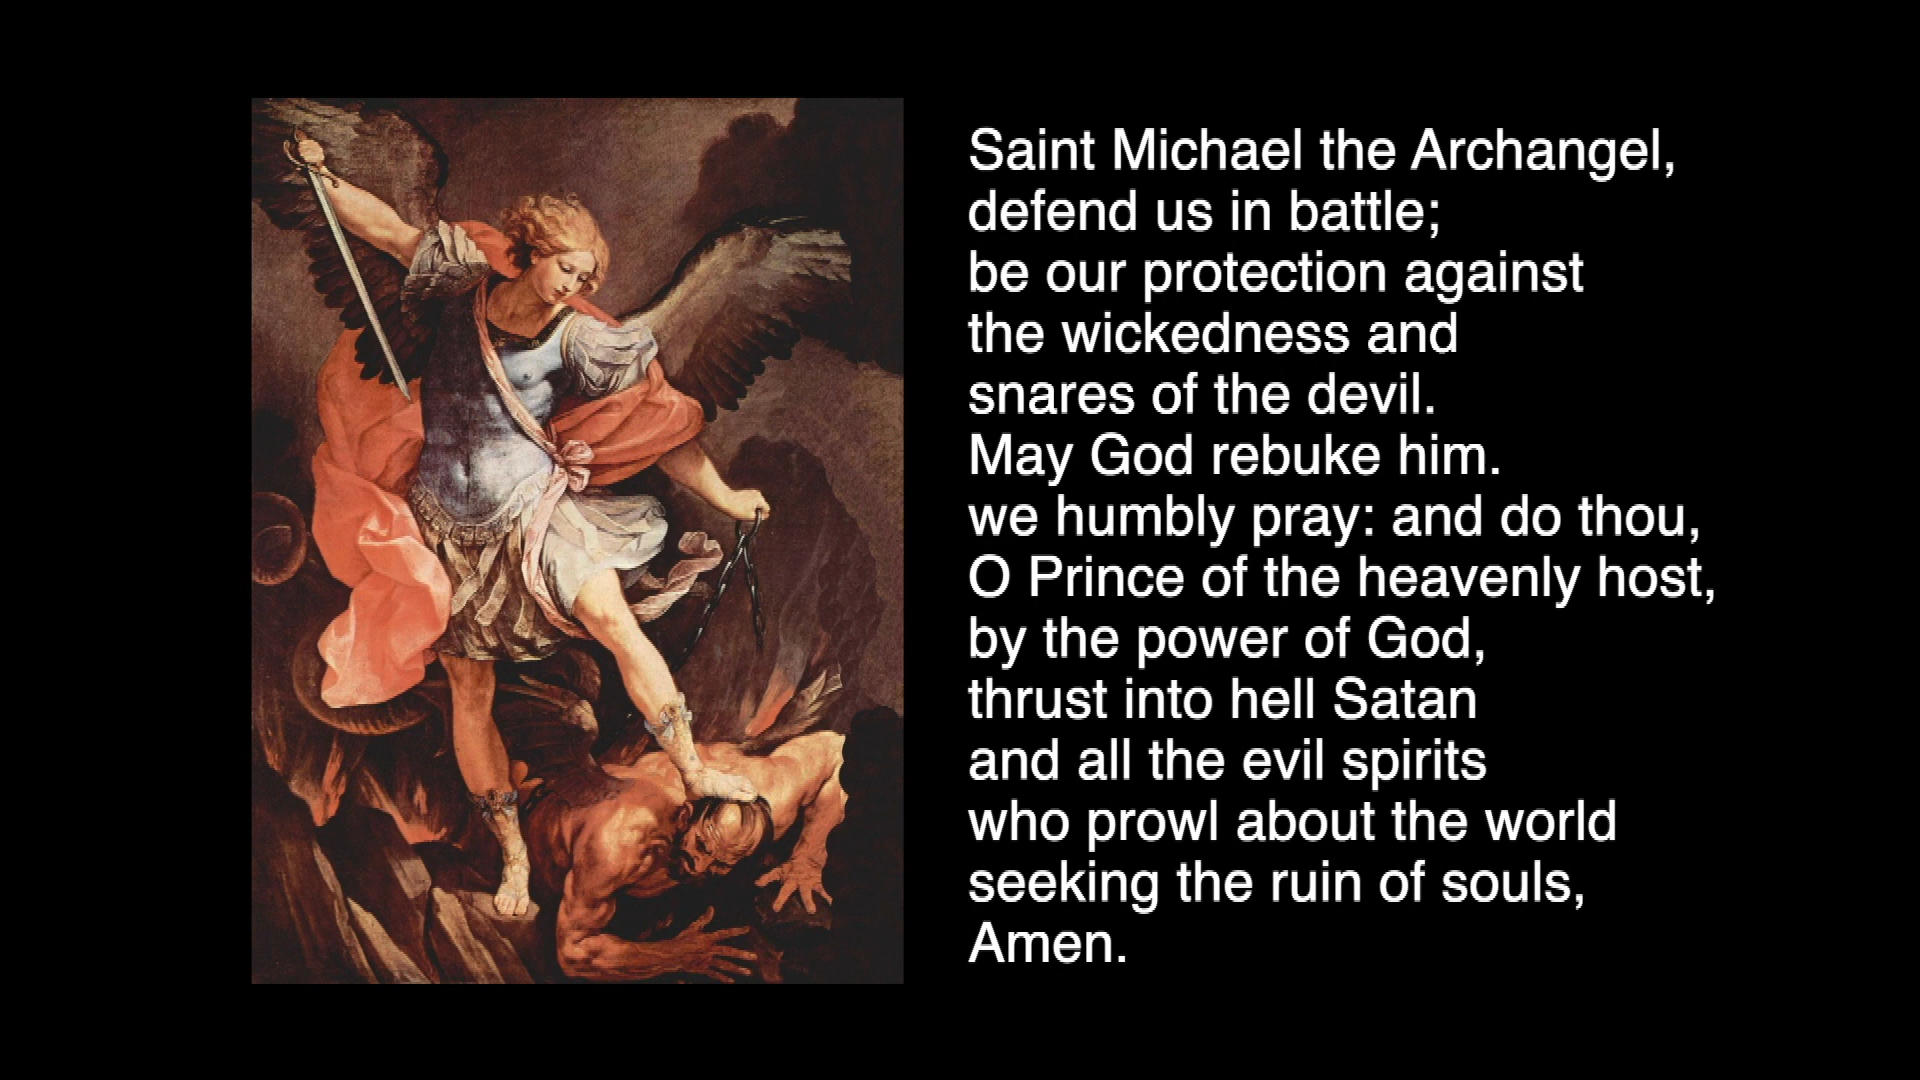 Saint Michael the Archangel,
defend us in battle;
be our protection against
the wickedness and
snares of the devil.
May God rebuke him.
we humbly pray: and do thou,
O Prince of the heavenly host,
by the power of God,
thrust into hell Satan
and all the evil spirits
who prowl about the world
seeking the ruin of souls,
Amen.